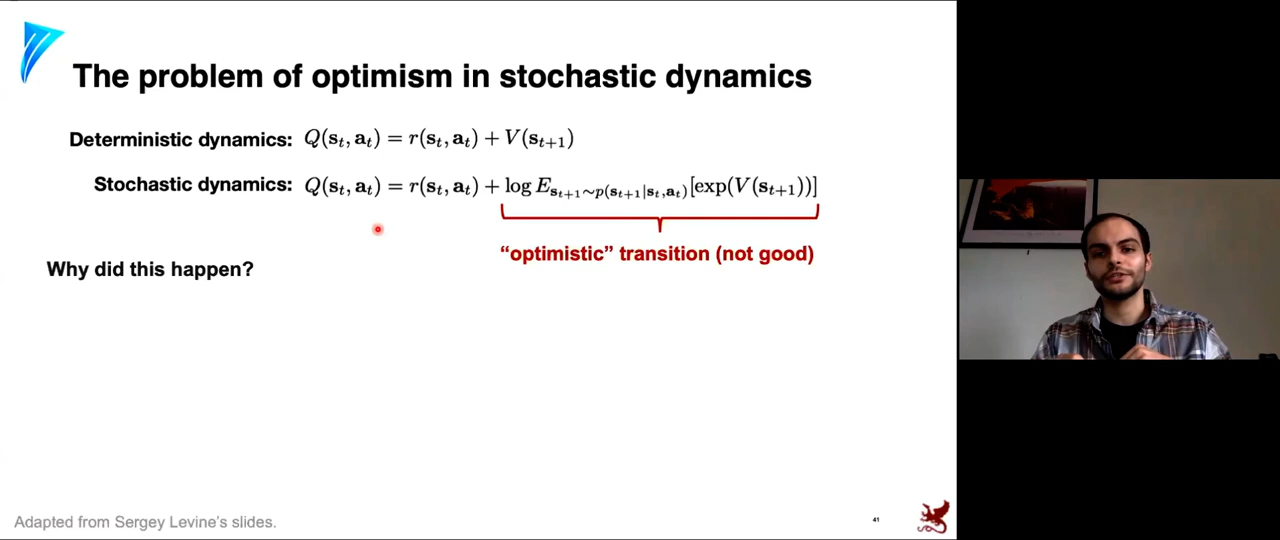 The problem of optimism in stochastic dynamics
Deterministic dynamics: Q(s_t, a_t) = r(s_t, a_t) + V(s_{t+1})
Stochastic dynamics: Q(s_t, a_t) = r(s_t, a_t) + log E_{s_{t+1}∼p(s_{t+1}|s_t,a_t)}[exp(V(s_{t+1}))]
“optimistic” transition (not good)
Why did this happen?
Adapted from Sergey Levine’s slides.
41